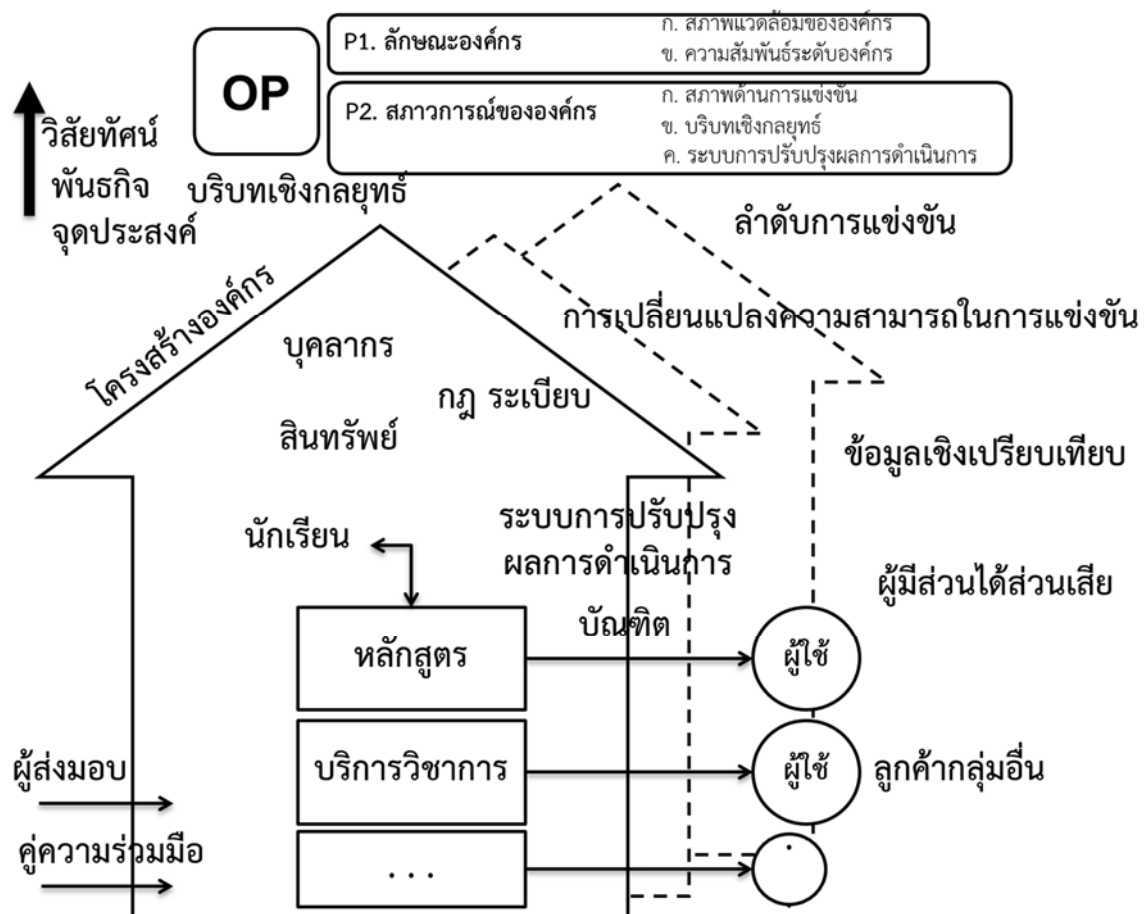 OP
P1. ลักษณะองค์กร
ก. สภาพแวดล้อมขององค์กร
ข. ความสัมพันธ์ระดับองค์กร
P2. สภาวการณ์ขององค์กร
ก. สภาพด้านการแข่งขัน
ข. บริบทเชิงกลยุทธ์
ค. ระบบการปรับปรุงผลการดำเนินการ
วิสัยทัศน์
พันธกิจ
จุดประสงค์
บริบทเชิงกลยุทธ์
ลำดับการแข่งขัน
โครงสร้างองค์กร
การเปลี่ยนแปลงความสามารถในการแข่งขัน
บุคลากร
กฎ ระเบียบ
สินทรัพย์
ข้อมูลเชิงเปรียบเทียบ
นักเรียน
ระบบการปรับปรุง
ผลการดำเนินการ
ผู้มีส่วนได้ส่วนเสีย
บัณฑิต
หลักสูตร
ผู้ใช้
ผู้ส่งมอบ
บริการวิชาการ
ผู้ใช้
ลูกค้ากลุ่มอื่น
คู่ความร่วมมือ
. . .